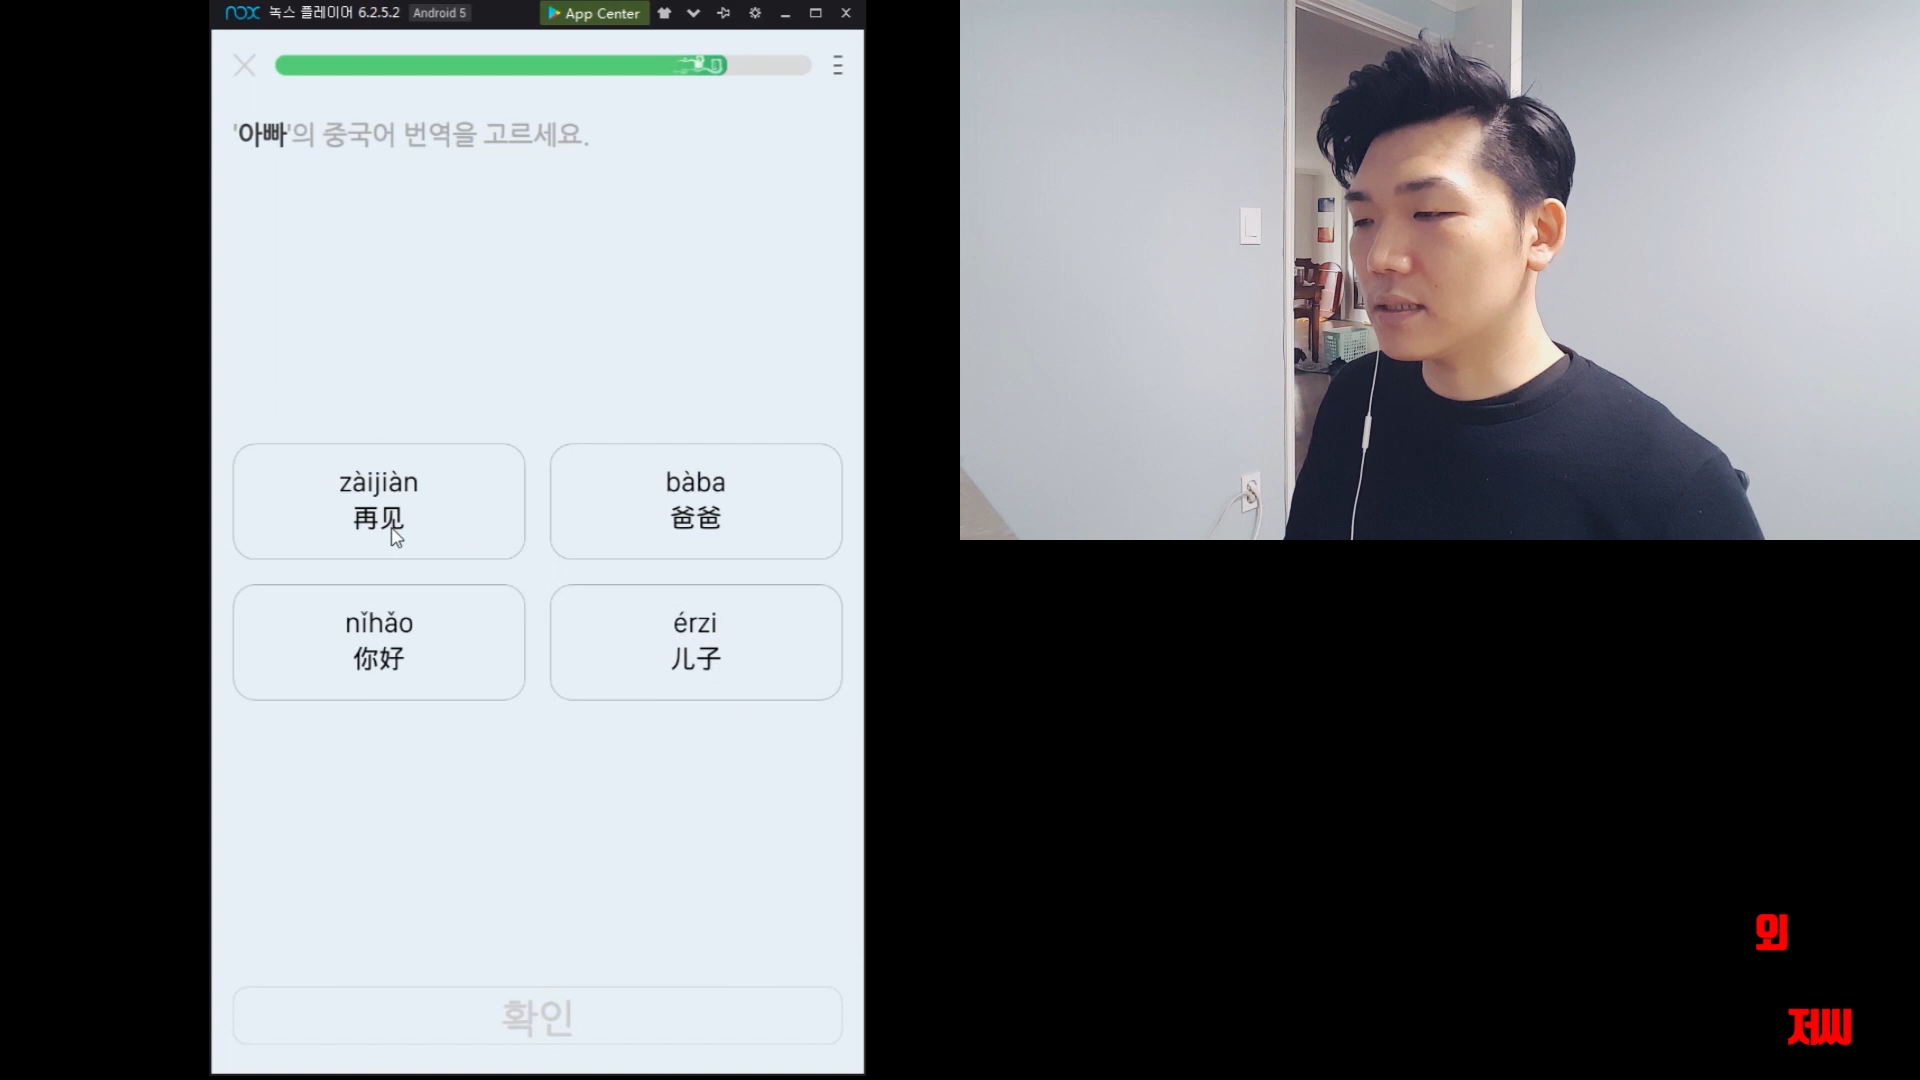 nox 녹스 플레이어 6.2.5.2 Android 5 App Center
'아빠'의 중국어 번역을 고르세요.
zàijiàn
再见
bàba
爸爸
nǐhǎo
你好
érzi
儿子
확인
외
저씨